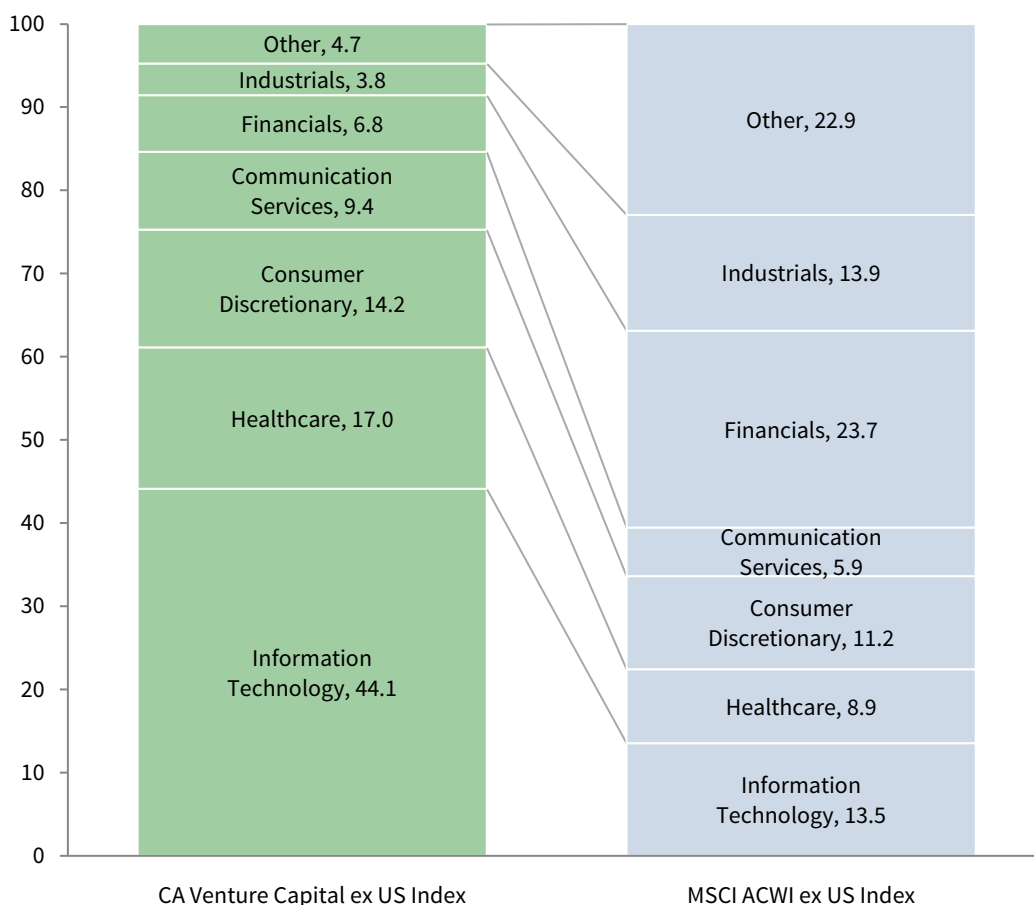 100
90
80
70
60
50
40
30
20
10
0
Other, 4.7
Industrials, 3.8
Financials, 6.8
Communication
Services, 9.4
Consumer
Discretionary, 14.2
Healthcare, 17.0
Information
Technology, 44.1
Other, 22.9
Industrials, 13.9
Financials, 23.7
Communication
Services, 5.9
Consumer
Discretionary, 11.2
Healthcare, 8.9
Information
Technology, 13.5
CA Venture Capital ex US Index
MSCI ACWI ex US Index